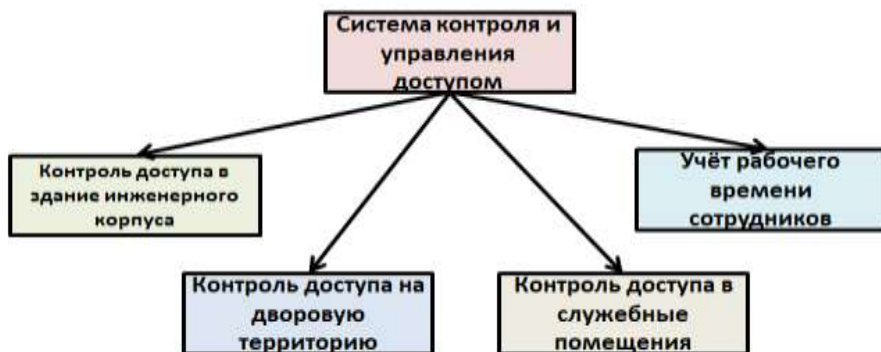 Система контроля и
управления
доступом
Контроль доступа в
здание инженерного
корпуса
Учёт рабочего
времени
сотрудников
Контроль доступа на
дворовую
территорию
Контроль доступа в
служебные
помещения